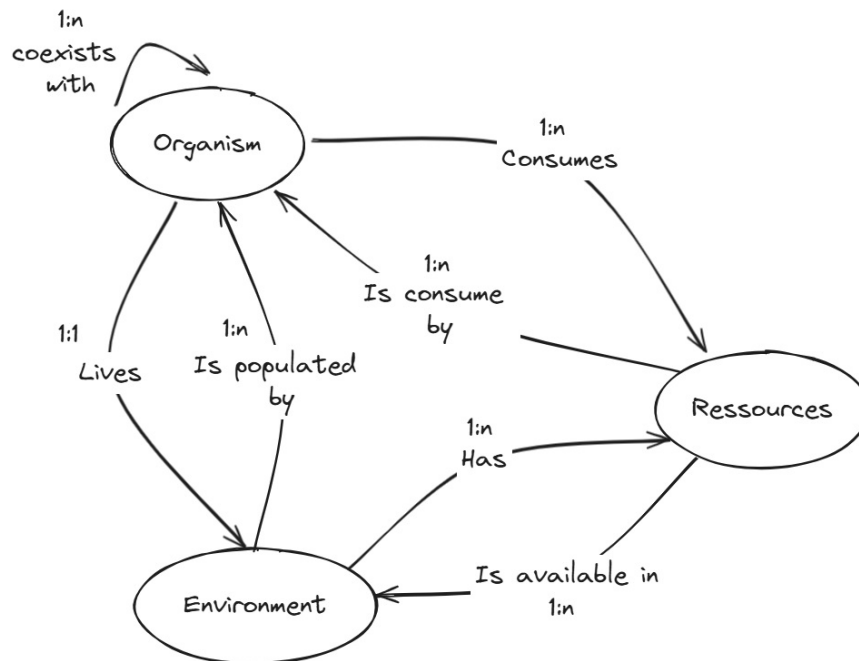 1:n
coexists
with
Organism
1:n
Consumes
1:n
Is consume
by
1:1
Lives
1:n
Is populated
by
Ressources
1:n
Has
Is available in
1:n
Environment